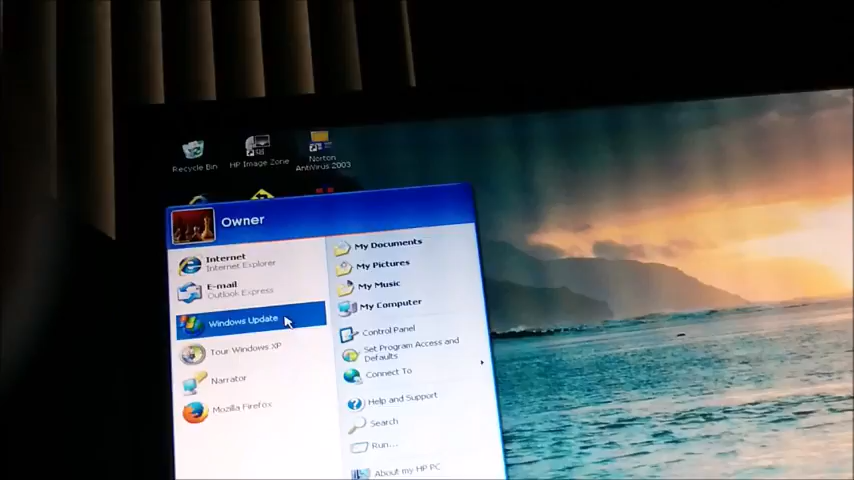 Recycle Bin
HP Image Zone
Norton
AntiVirus 2003
Owner
Internet
Internet Explorer
E-mail
Outlook Express
Windows Update
Tour Windows XP
Narrator
Mozilla Firefox
My Documents
My Pictures
My Music
My Computer
Control Panel
Set Program Access and
Defaults
Connect To
Help and Support
Search
Run...
About my HP PC